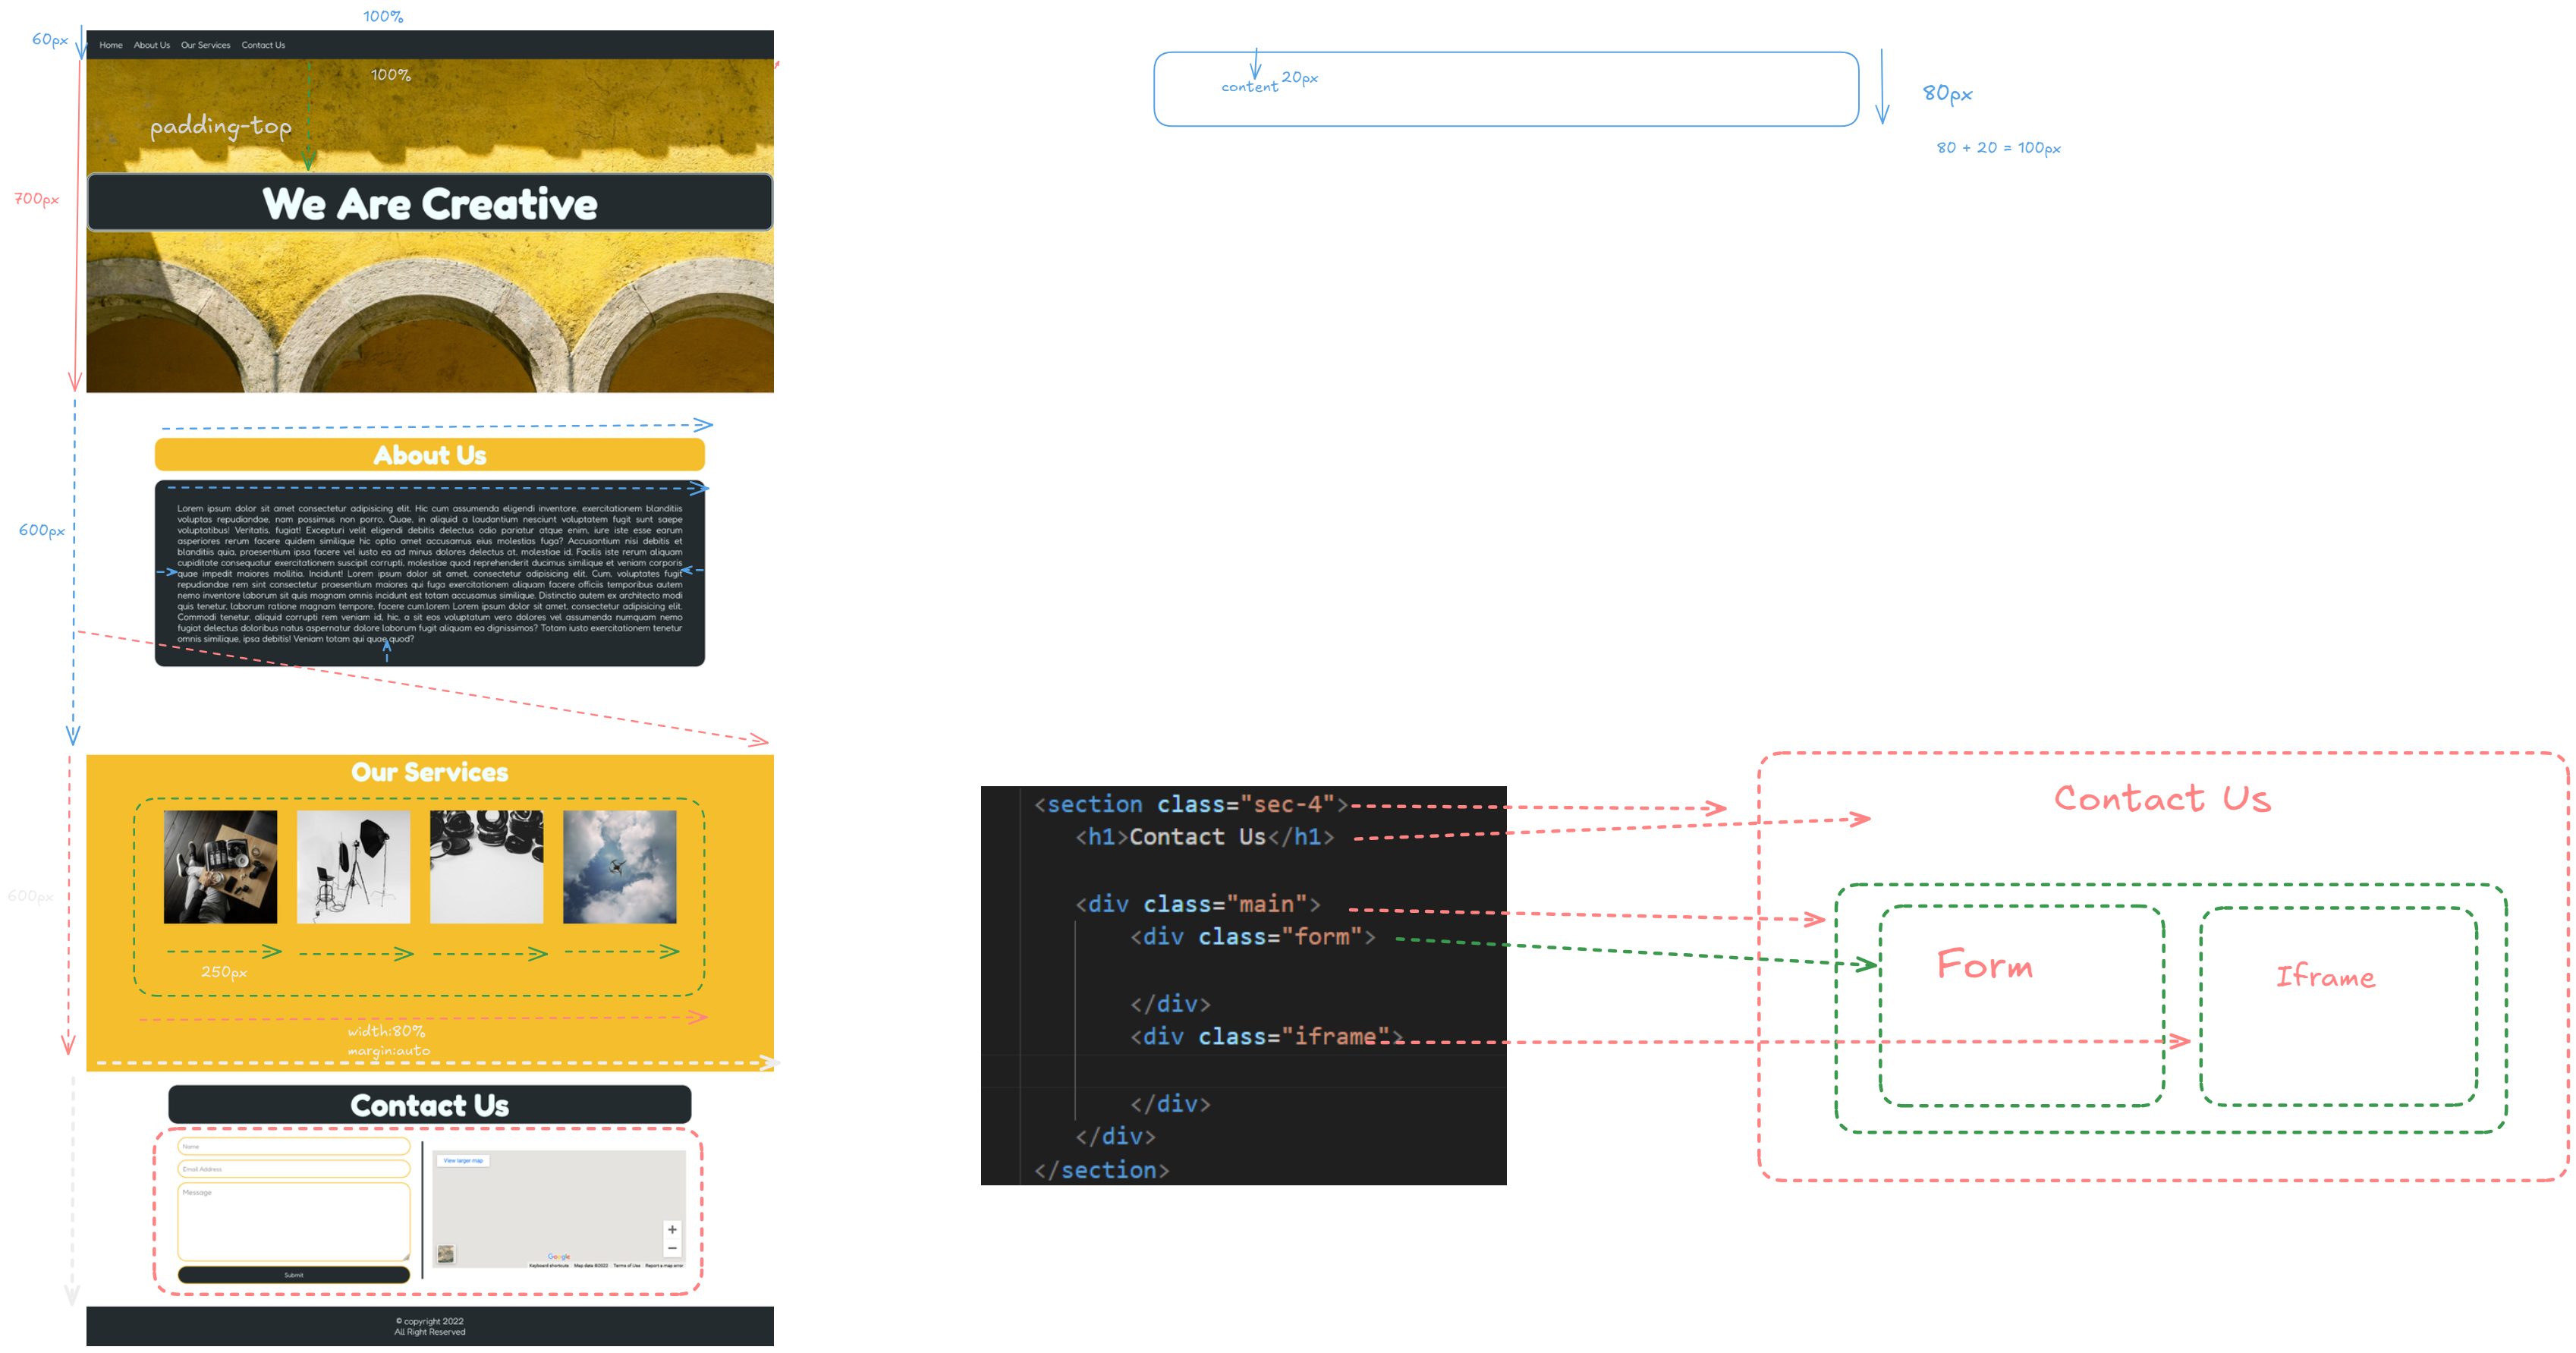 100%
60px
Home About Us Our Services Contact Us
100%
padding-top
700px
We Are Creative
content 20px
80px
80 + 20 = 100px
About Us
600px
Lorem ipsum dolor sit amet consectetur adipisicing elit. Hic cum assumenda eligendi inventore, exercitationem blanditiis
voluptas repudiandae, nam possimus non porro. Quae, in aliquid a laudantium nesciunt voluptatem fugit sunt saepe
voluptatibus! Veritatis, fugiat! Excepturi velit eligendi debitis delectus odio pariatur atque enim, iure iste esse earum
asperiores rerum facere quidem similique hic optio amet accusamus eius molestias fuga? Accusantium nisi debitis et
blanditiis quia, praesentium ipsa facere vel iusto ea ad minus dolores delectus at, molestiae id. Facilis iste rerum aliquam
cupiditate consequatur exercitationem suscipit corrupti, molestiae quod reprehenderit ducimus similique et veniam corporis
quae impedit maiores mollitia. Incidunt! Lorem ipsum dolor sit amet, consectetur adipisicing elit. Cum, voluptates fugit
repudiandae rem sint consectetur praesentium maiores qui fuga exercitationem aliquam facere officiis temporibus autem
nemo inventore laborum sit quis magnam omnis incidunt est totam accusamus similique. Distinctio autem ex architecto modi
quis tenetur, laborum ratione magnam tempore, facere cum.lorem Lorem ipsum dolor sit amet, consectetur adipisicing elit.
Commodi tenetur, aliquid corrupti rem veniam id, hic, a sit eos voluptatum vero dolores vel assumenda numquam nemo
fugiat delectus doloribus natus aspernatur dolore laborum fugit aliquam ea dignissimos? Totam iusto exercitationem tenetur
omnis similique, ipsa debitis! Veniam totam qui quae quod?
Our Services
600px
250px
width:80%
margin:auto
Contact Us
Name
Email Address
Message
Submit
View larger map
+
−
Google
Keyboard shortcuts Map data ©2022 Terms of Use Report a map error
© copyright 2022
All Right Reserved
<section class="sec-4">
<h1>Contact Us</h1>
<div class="main">
<div class="form">
</div>
<div class="iframe">
</div>
</div>
</section>
Contact Us
Form
Iframe